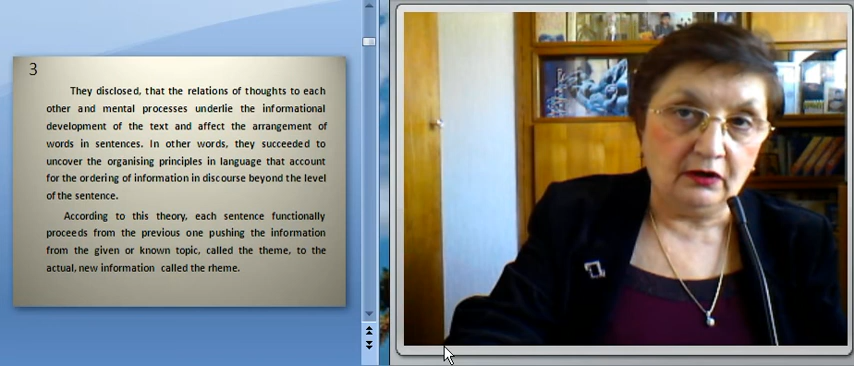 3
They disclosed, that the relations of thoughts to each
other and mental processes underlie the informational
development of the text and affect the arrangement of
words in sentences. In other words, they succeeded to
uncover the organising principles in language that account
for the ordering of information in discourse beyond the level
of the sentence.
According to this theory, each sentence functionally
proceeds from the previous one pushing the information
from the given or known topic, called the theme, to the
actual, new information called the rheme.